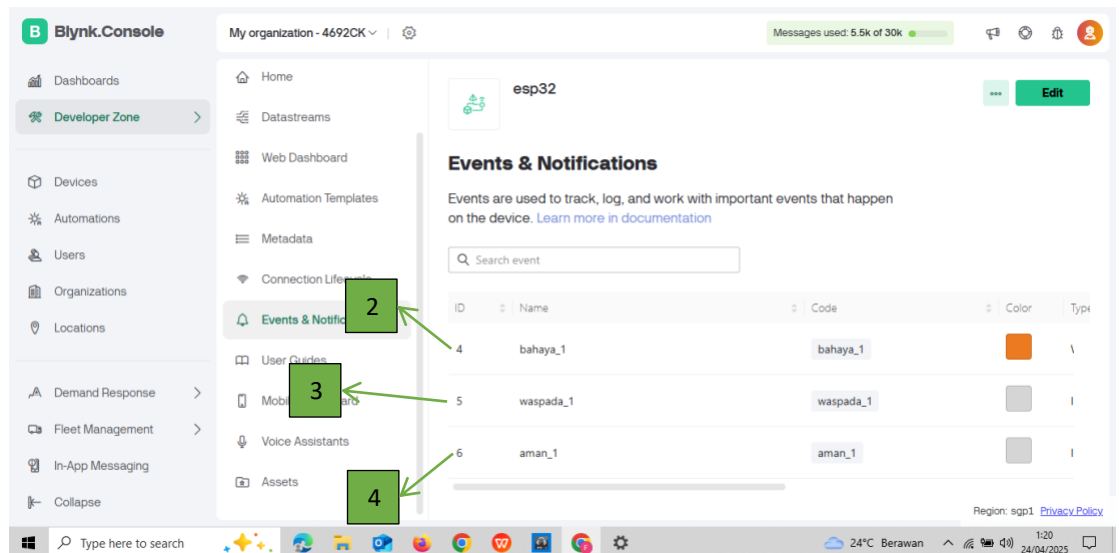 B Blynk.Console
My organization - 4692CK
Messages used: 5.5k of 30k
Dashboards
Developer Zone
Devices
Automations
Users
Organizations
Locations
Demand Response
Fleet Management
In-App Messaging
Collapse
Home
Datastreams
Web Dashboard
Automation Templates
Metadata
Connection
Events & Notific
User Guides
Mobil
Voice Assistants
Assets
2
3
4
esp32
Edit
Events & Notifications
Events are used to track, log, and work with important events that happen
on the device. Learn more in documentation
Search event
ID Name Code Color Type
4 bahaya_1 bahaya_1
5 waspada_1 waspada_1 I
6 aman_1 aman_1 I
Region: sgp1 Privacy Policy
Type here to search
24°C Berawan
1:20
24/04/2025